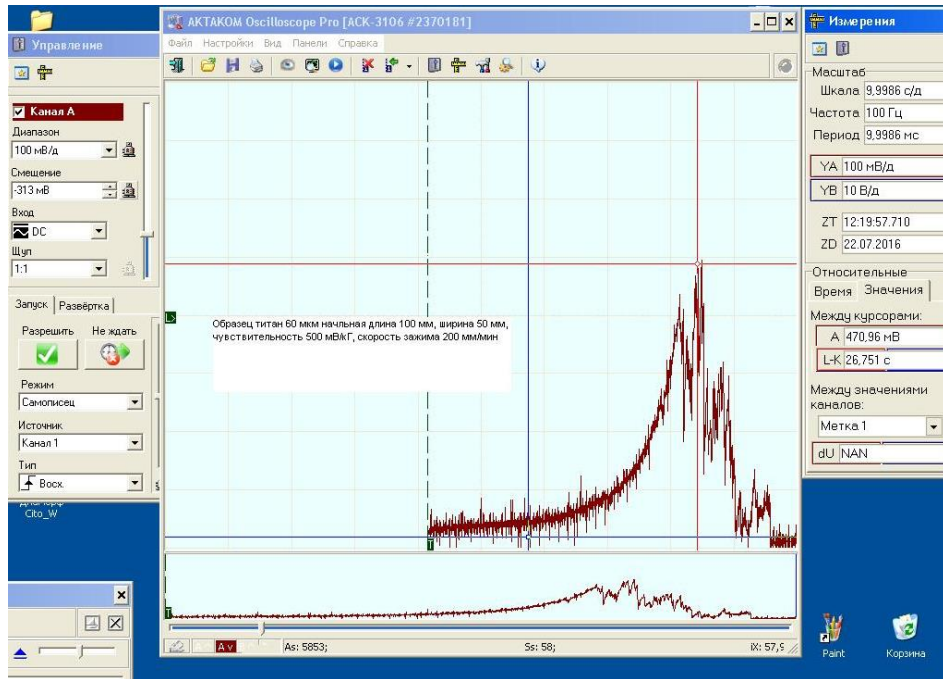 AKTAKOM Oscilloscope Pro [АСК-3106 #2370181]
Файл Настройки Вид Панели Справка
Управление
Канал А
Диапазон
100 мВ/д
Смещение
-313 мВ
Вход
DC
Щуп
1:1
Запуск Развёртка
Разрешить Не ждать
Режим
Самописец
Источник
Канал 1
Тип
Восх.
Cito_W
Образец титан 60 мкм начльная длина 100 мм, ширина 50 мм,
чувствительность 500 мВ/кГ, скорость зажима 200 мм/мин
L>
T
T
As: 5853; Ss: 58; iX: 57,9
Измерения
Масштаб
Шкала 9,9986 с/д
Частота 100 Гц
Период 9,9986 мс
YA 100 мВ/д
YB 10 В/д
ZT 12:19:57.710
ZD 22.07.2016
Относительные
Время Значения
Между курсорами:
A 470,96 мВ
L-К 26,751 с
Между значениями
каналов:
Метка 1
dU NAN
Paint
Корзина